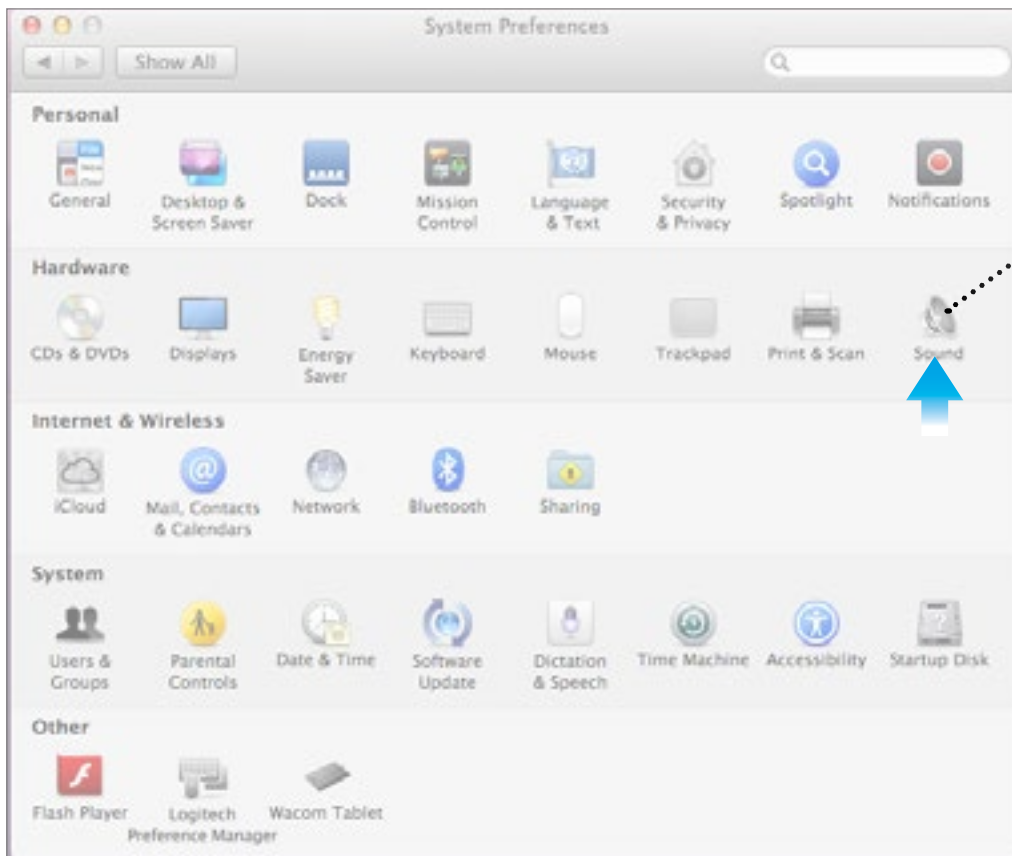 System Preferences
Show All
Personal
General
Desktop &
Screen Saver
Dock
Mission
Control
Language
& Text
Security
& Privacy
Spotlight
Notifications
Hardware
CDs & DVDs
Displays
Energy
Saver
Keyboard
Mouse
Trackpad
Print & Scan
Sound
Internet & Wireless
iCloud
Mail, Contacts
& Calendars
Network
Bluetooth
Sharing
System
Users &
Groups
Parental
Controls
Date & Time
Software
Update
Dictation
& Speech
Time Machine
Accessibility
Startup Disk
Other
Flash Player
Logitech
Preference Manager
Wacom Tablet